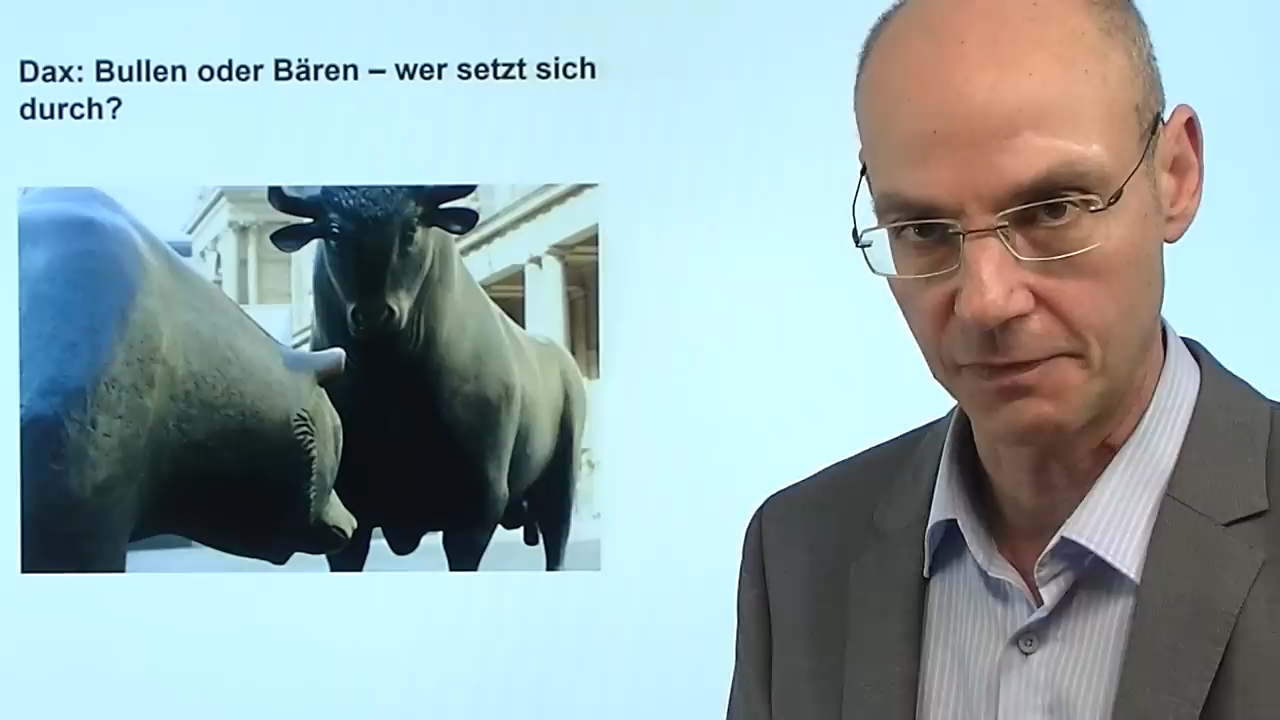 Dax: Bullen oder Bären – wer setzt sich
durch?